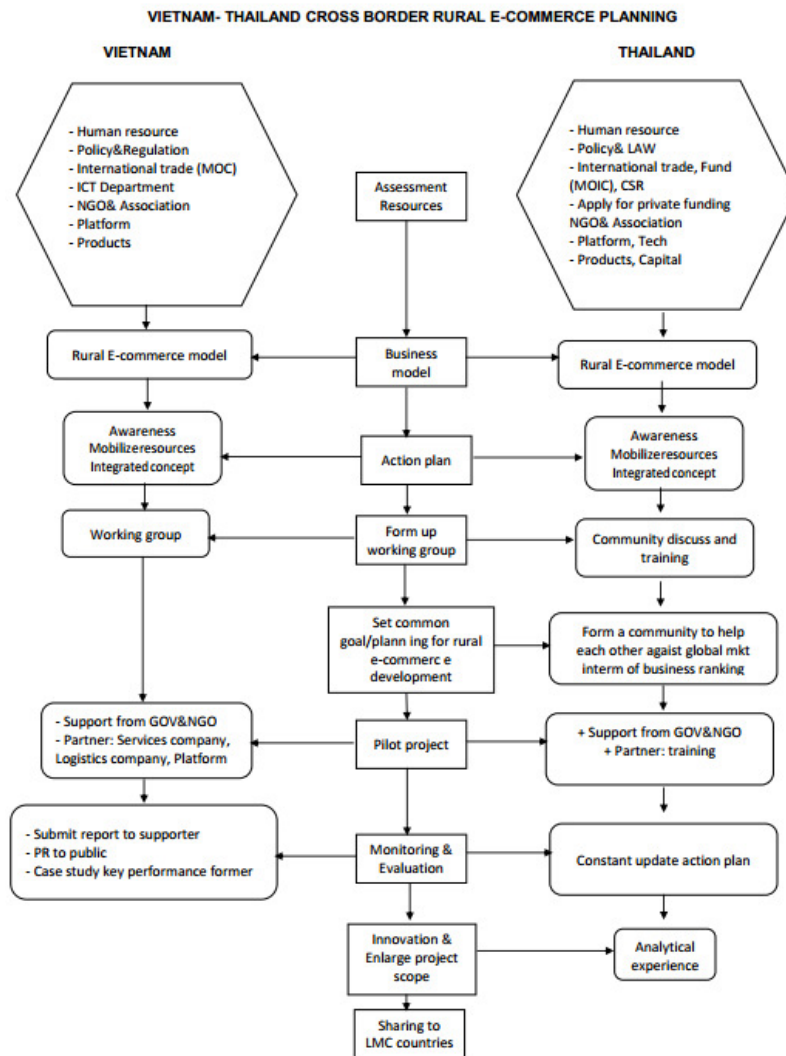 VIETNAM- THAILAND CROSS BORDER RURAL E-COMMERCE PLANNING
VIETNAM
THAILAND
- Human resource
- Policy&Regulation
- International trade (MOC)
- ICT Department
- NGO& Association
- Platform
- Products
Assessment
Resources
- Human resource
- Policy& LAW
- International trade, Fund
(MOIC), CSR
- Apply for private funding
NGO& Association
- Platform, Tech
- Products, Capital
Rural E-commerce model
Business
model
Rural E-commerce model
Awareness
Mobilizeresources
Integrated concept
Action plan
Awareness
Mobilizeresources
Integrated concept
Working group
Form up
working group
Community discuss and
training
Set common
goal/plann ing for rural
e-commerc e
development
Form a community to help
each other agaist global mkt
interm of business ranking
- Support from GOV&NGO
- Partner: Services company,
Logistics company, Platform
Pilot project
+ Support from GOV&NGO
+ Partner: training
- Submit report to supporter
- PR to public
- Case study key performance former
Monitoring &
Evaluation
Constant update action plan
Innovation &
Enlarge project
scope
Analytical
experience
Sharing to
LMC countries